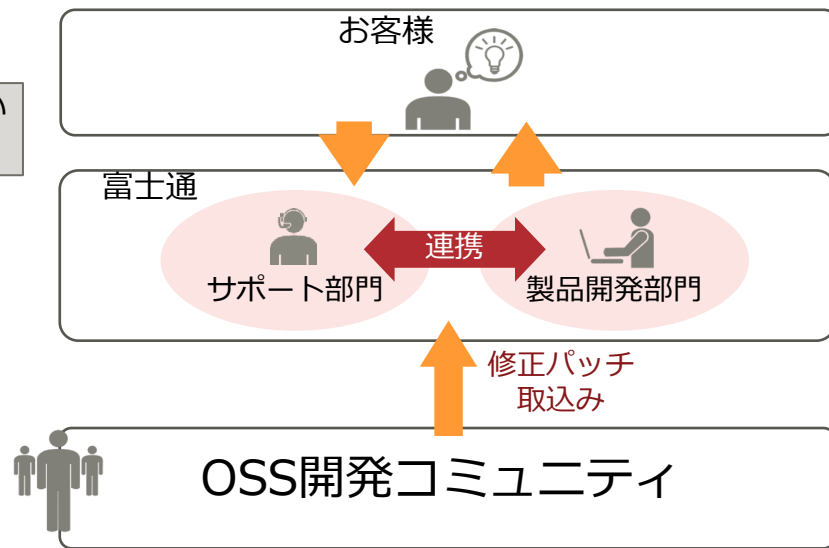 お客様
い
富士通
連携
サポート部門
製品開発部門
修正パッチ
取込み
OSS開発コミュニティ